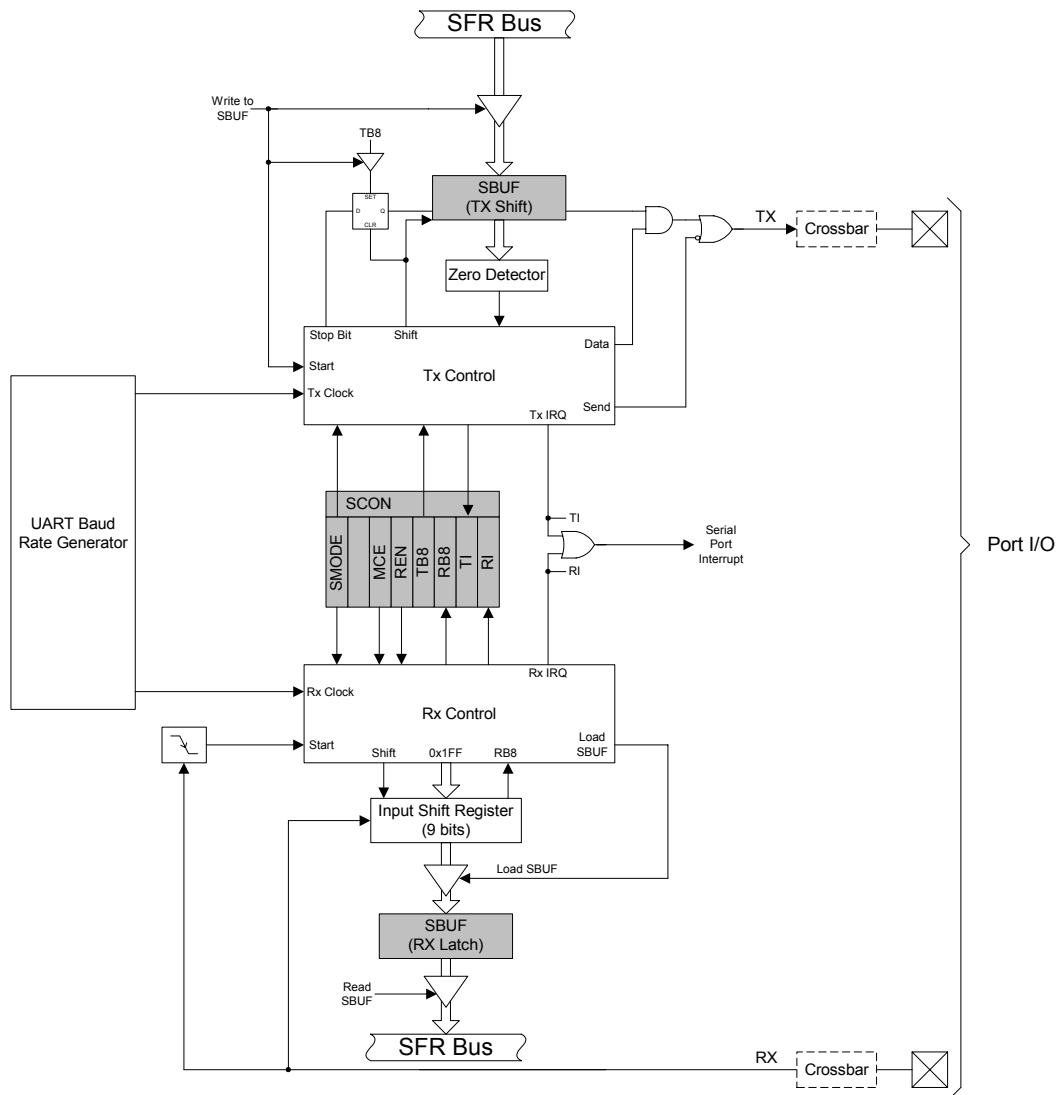 SFR Bus
Write to
SBUF
TB8
SET
D
Q
CLR
SBUF
(TX Shift)
TX
Crossbar
Zero Detector
Stop Bit
Shift
Data
Start
Tx Control
Tx Clock
Send
Tx IRQ
UART Baud
Rate Generator
SCON
SMODE
MCE
REN
TB8
RB8
TI
RI
TI
RI
Serial
Port
Interrupt
Port I/O
Rx IRQ
Rx Clock
Rx Control
Start
Load
SBUF
Shift
0x1FF
RB8
Input Shift Register
(9 bits)
Load SBUF
SBUF
(RX Latch)
Read
SBUF
SFR Bus
RX
Crossbar